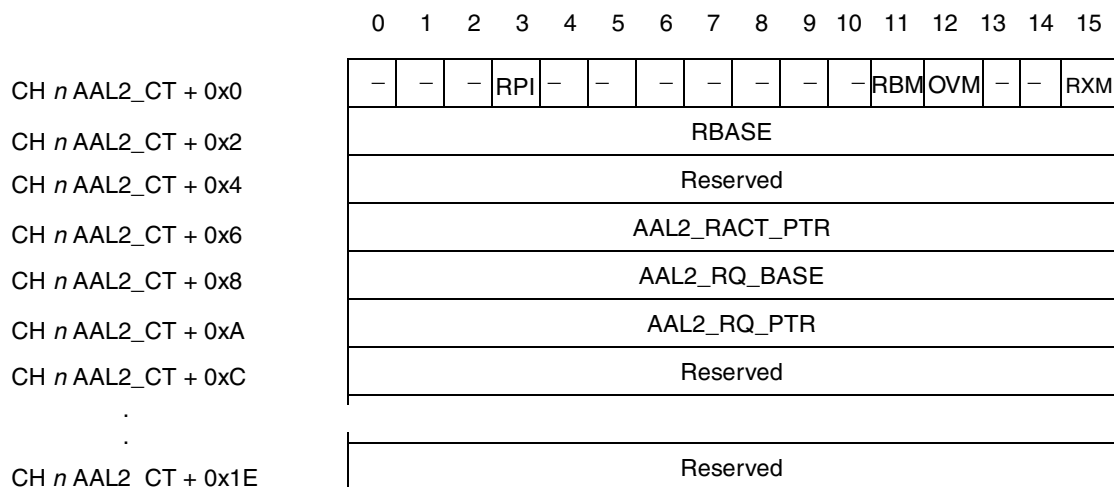 0 1 2 3 4 5 6 7 8 9 10 11 12 13 14 15
CH n AAL2_CT + 0x0 – – – RPI – – – – – – – RBM OVM – – RXM
CH n AAL2_CT + 0x2 RBASE
CH n AAL2_CT + 0x4 Reserved
CH n AAL2_CT + 0x6 AAL2_RACT_PTR
CH n AAL2_CT + 0x8 AAL2_RQ_BASE
CH n AAL2_CT + 0xA AAL2_RQ_PTR
CH n AAL2_CT + 0xC Reserved
.
.
CH n AAL2_CT + 0x1E Reserved